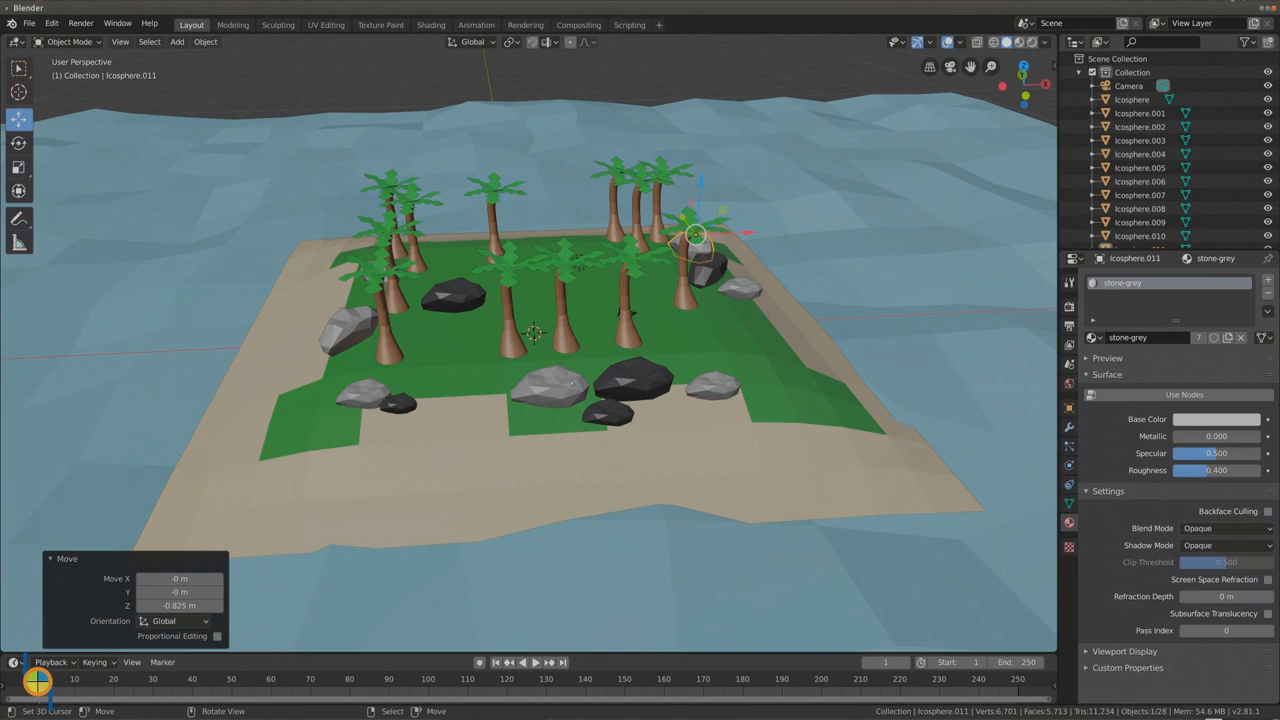 Blender
File Edit Render Window Help Layout Modeling Sculpting UV Editing Texture Paint Shading Animation Rendering Compositing Scripting + Scene View Layer
Object Mode View Select Add Object Global
User Perspective
(1) Collection | Icosphere.011
Scene Collection
Collection
Camera
Icosphere
Icosphere.001
Icosphere.002
Icosphere.003
Icosphere.004
Icosphere.005
Icosphere.006
Icosphere.007
Icosphere.008
Icosphere.009
Icosphere.010
Icosphere.011 stone-grey
stone-grey
stone-grey 7
Preview
Surface
Use Nodes
Base Color
Metallic 0.000
Specular 0.500
Roughness 0.400
Settings
Backface Culling
Blend Mode Opaque
Shadow Mode Opaque
Clip Threshold 0.500
Screen Space Refraction
Refraction Depth 0 m
Subsurface Translucency
Pass Index 0
Viewport Display
Custom Properties
Move
Move X -0 m
Y -0 m
Z -0.825 m
Orientation Global
Proportional Editing
Playback Keying View Marker 1 Start: 1 End: 250
10 20 30 40 50 60 70 80 90 100 110 120 130 140 150 160 170 180 190 200 210 220 230 240 250
Set 3D Cursor Move Rotate View Select Move Collection | Icosphere.011 | Verts:6,701 | Faces:5,713 | Tris:11,234 | Objects:1/28 | Mem: 54.6 MB | v2.81.1